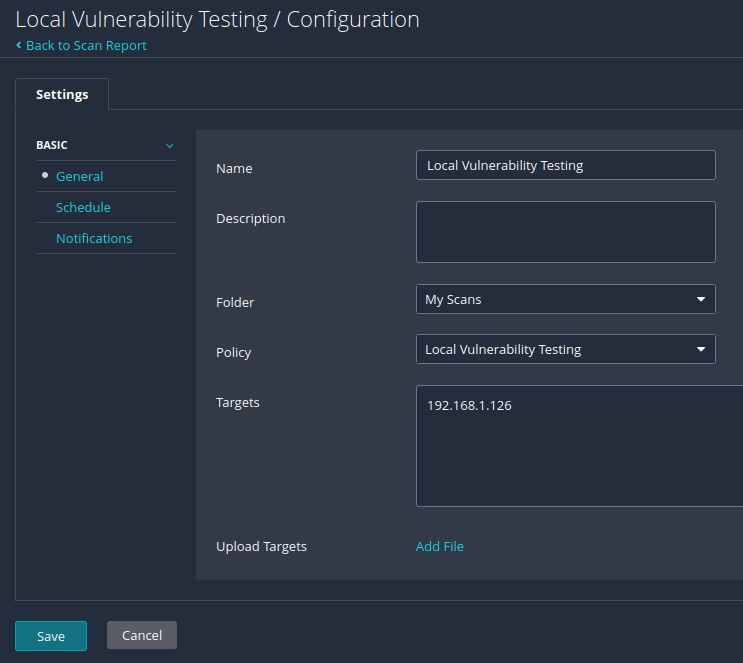 Local Vulnerability Testing / Configuration
Back to Scan Report
Settings
BASIC
General
Schedule
Notifications
Name
Local Vulnerability Testing
Description
Folder
My Scans
Policy
Local Vulnerability Testing
Targets
192.168.1.126
Upload Targets
Add File
Save
Cancel